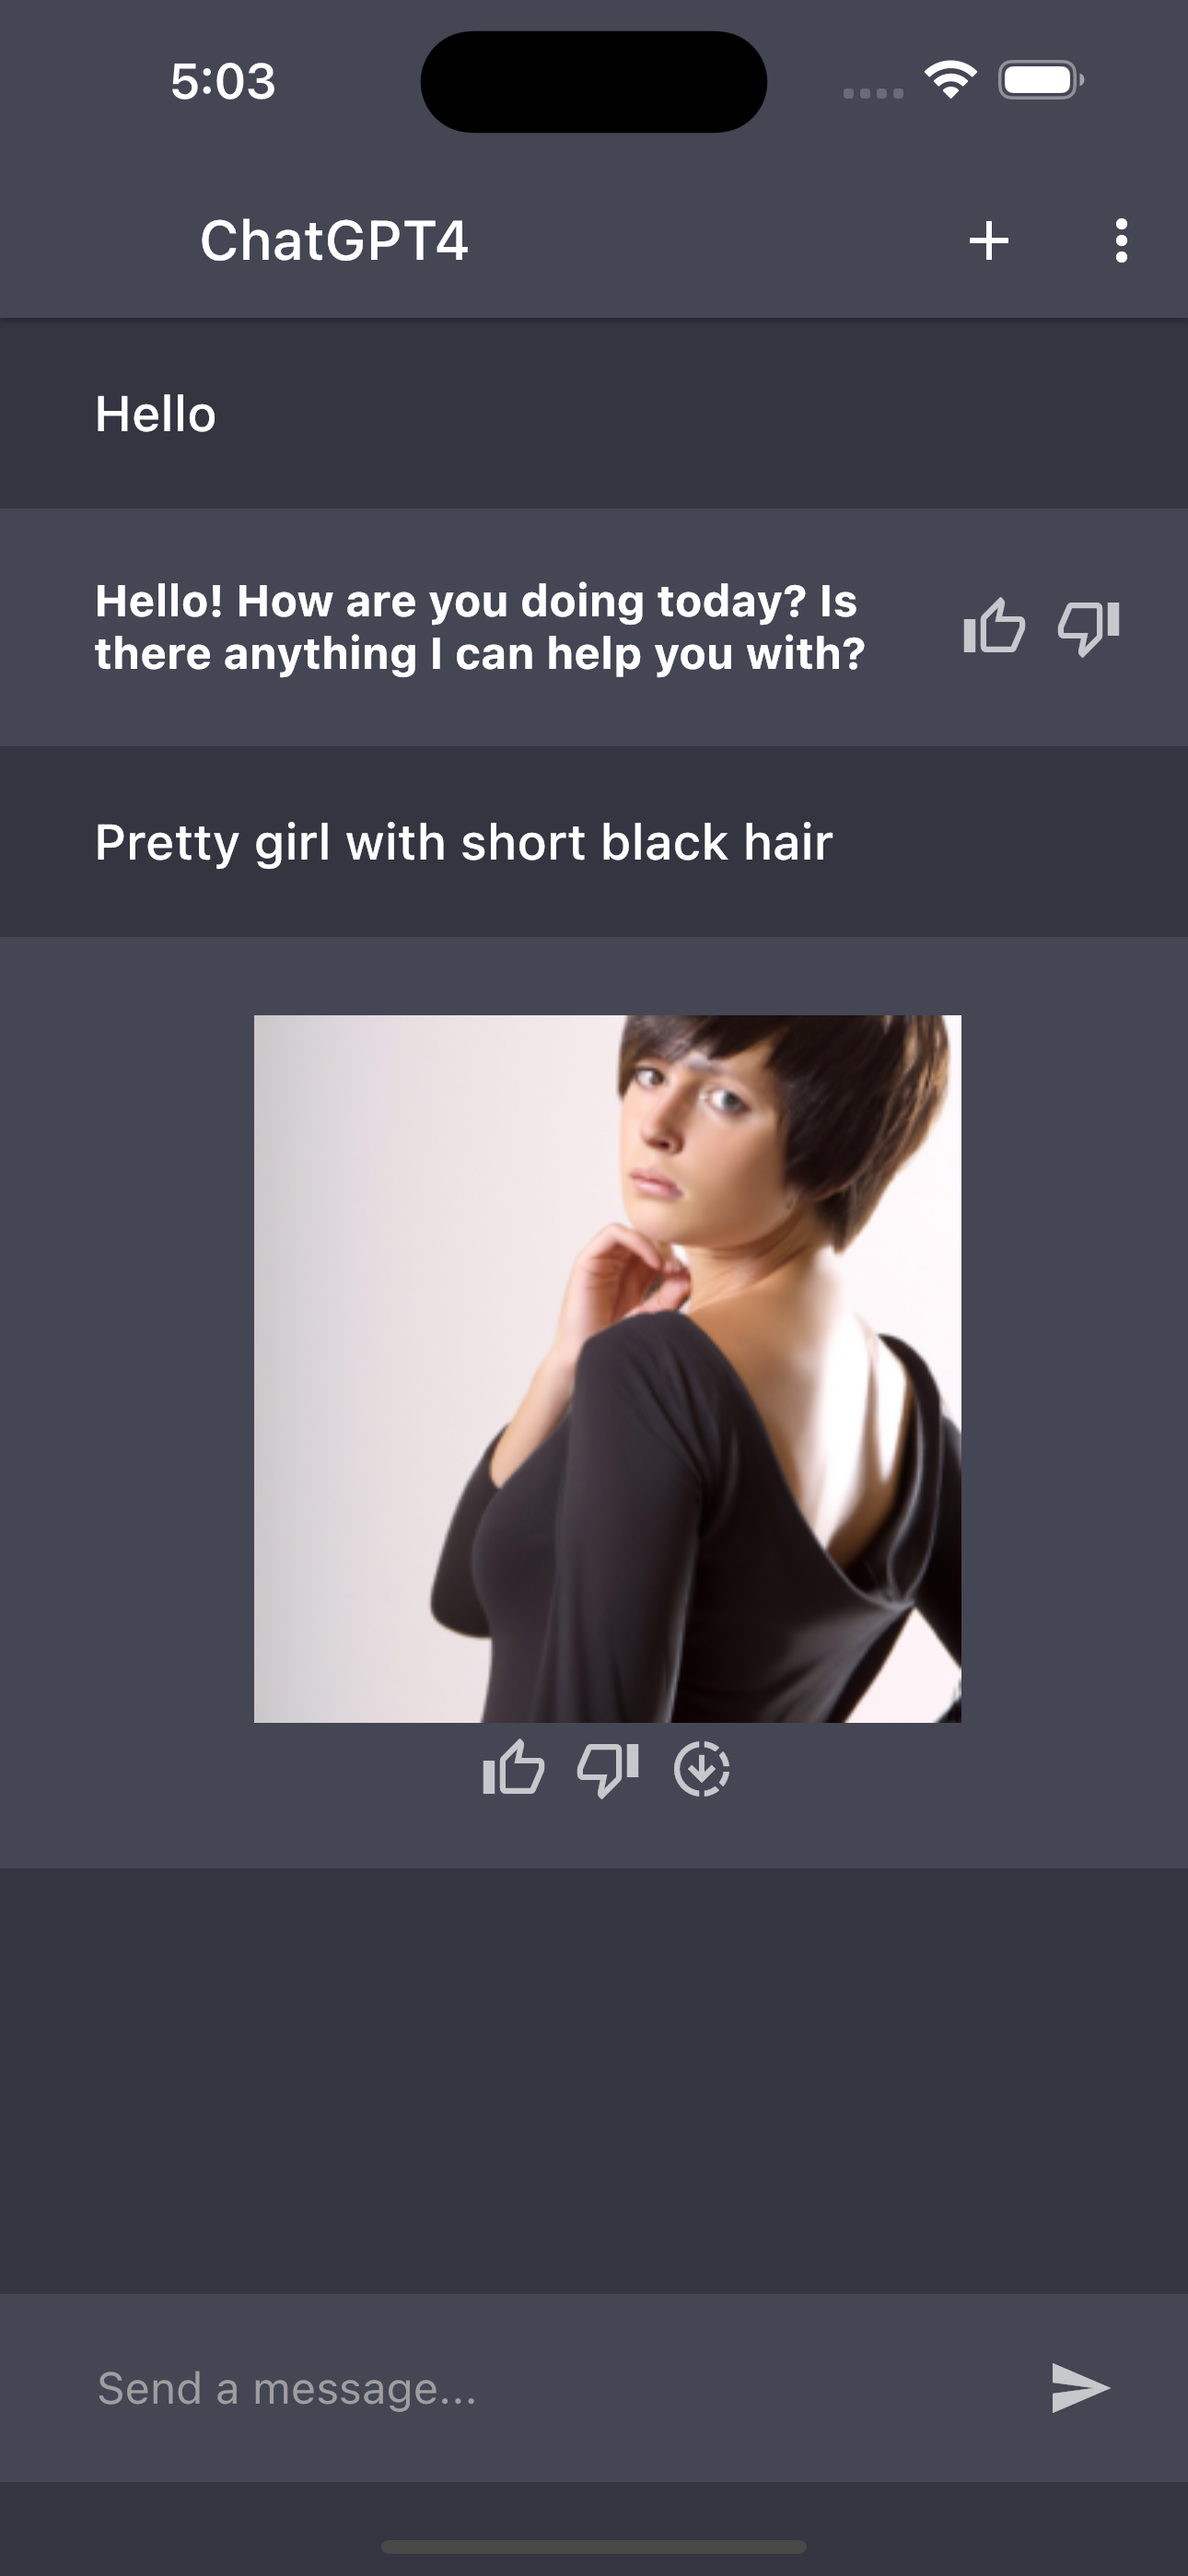 5:03
ChatGPT4
Hello
Hello! How are you doing today? Is
there anything I can help you with?
Pretty girl with short black hair
Send a message...